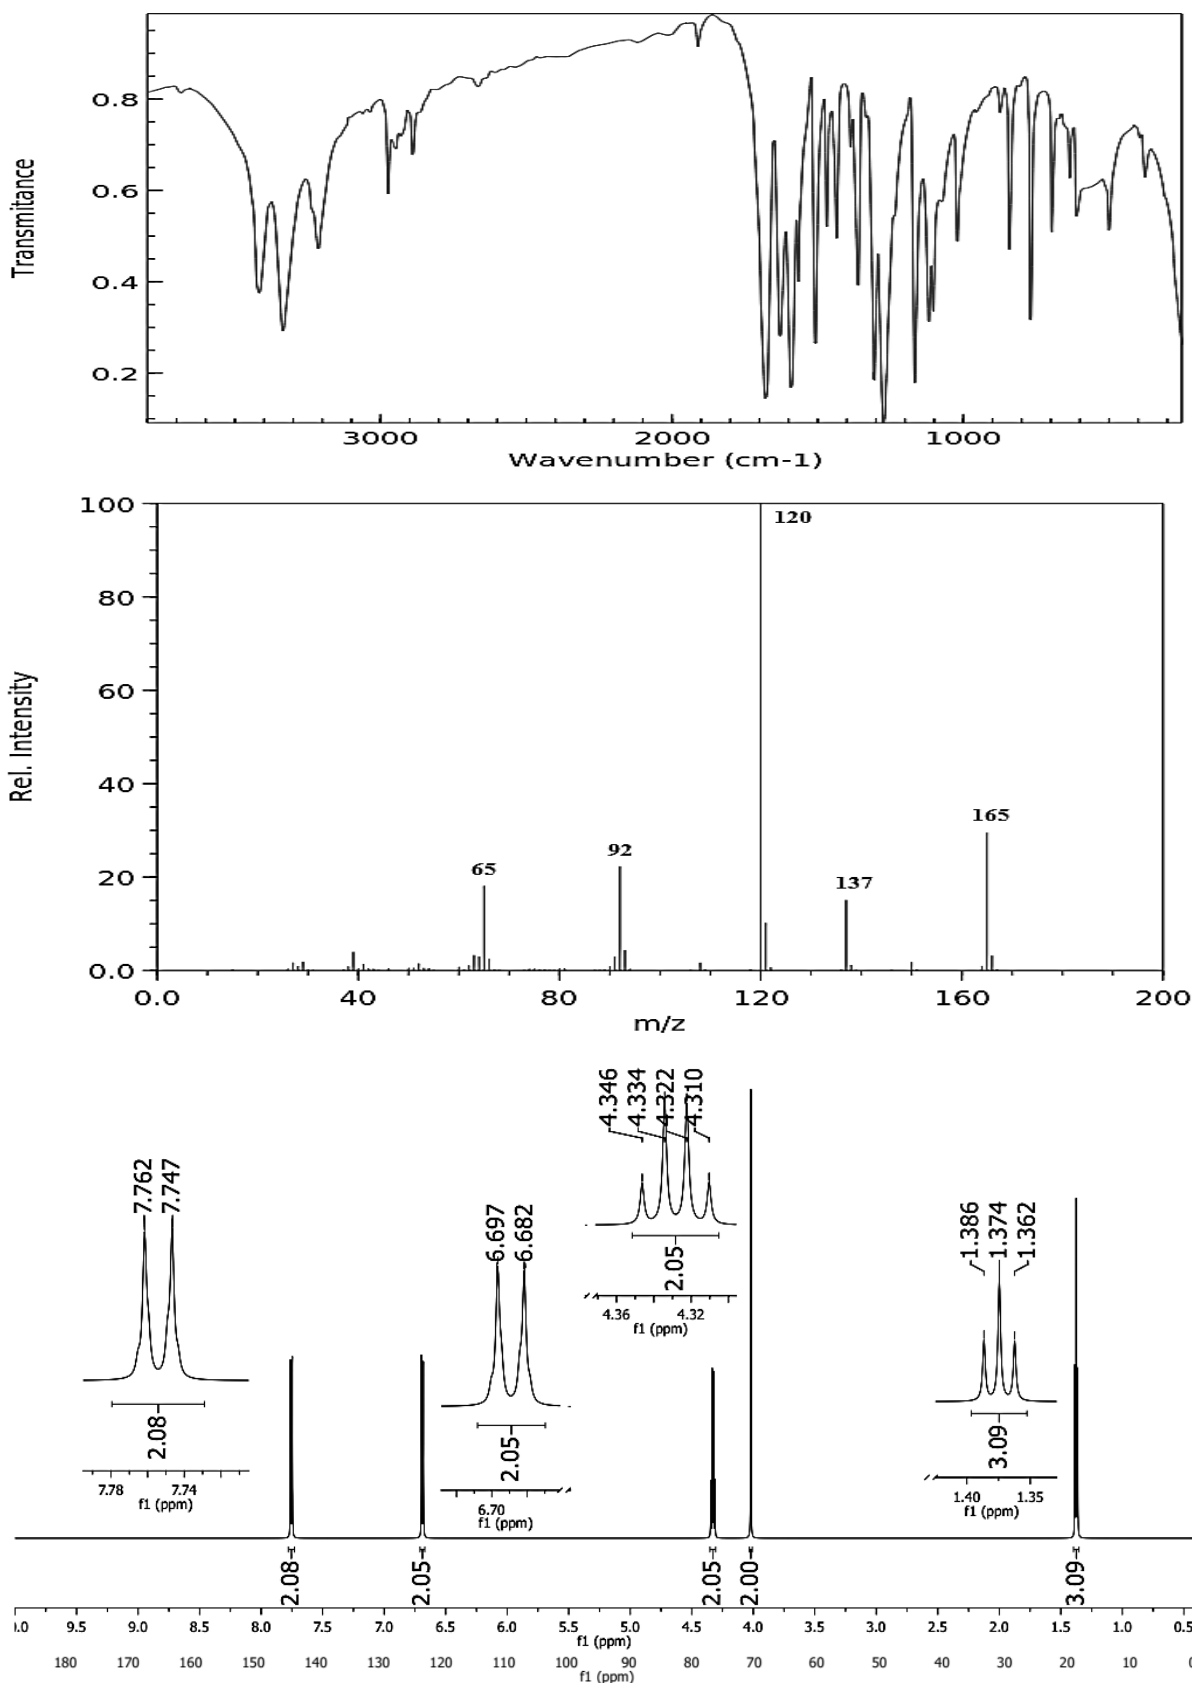 0.8
0.6
0.4
0.2
Transmitance
3000 2000 1000
Wavenumber (cm-1)
100
80
60
40
20
0.0
Rel. Intensity
120
165
92
65
137
0.0 40 80 120 160 200
m/z
4.346
4.334
4.322
4.310
7.762
7.747
6.697
6.682
1.386
1.374
1.362
2.05
4.36 4.32
f1 (ppm)
2.08
7.78 7.74
f1 (ppm)
2.05
6.70
f1 (ppm)
3.09
1.40 1.35
f1 (ppm)
2.08 2.05 2.05 2.00 3.09
.0 9.5 9.0 8.5 8.0 7.5 7.0 6.5 6.0 5.5 5.0 4.5 4.0 3.5 3.0 2.5 2.0 1.5 1.0 0.5
f1 (ppm)
180 170 160 150 140 130 120 110 100 90 80 70 60 50 40 30 20 10 0
f1 (ppm)